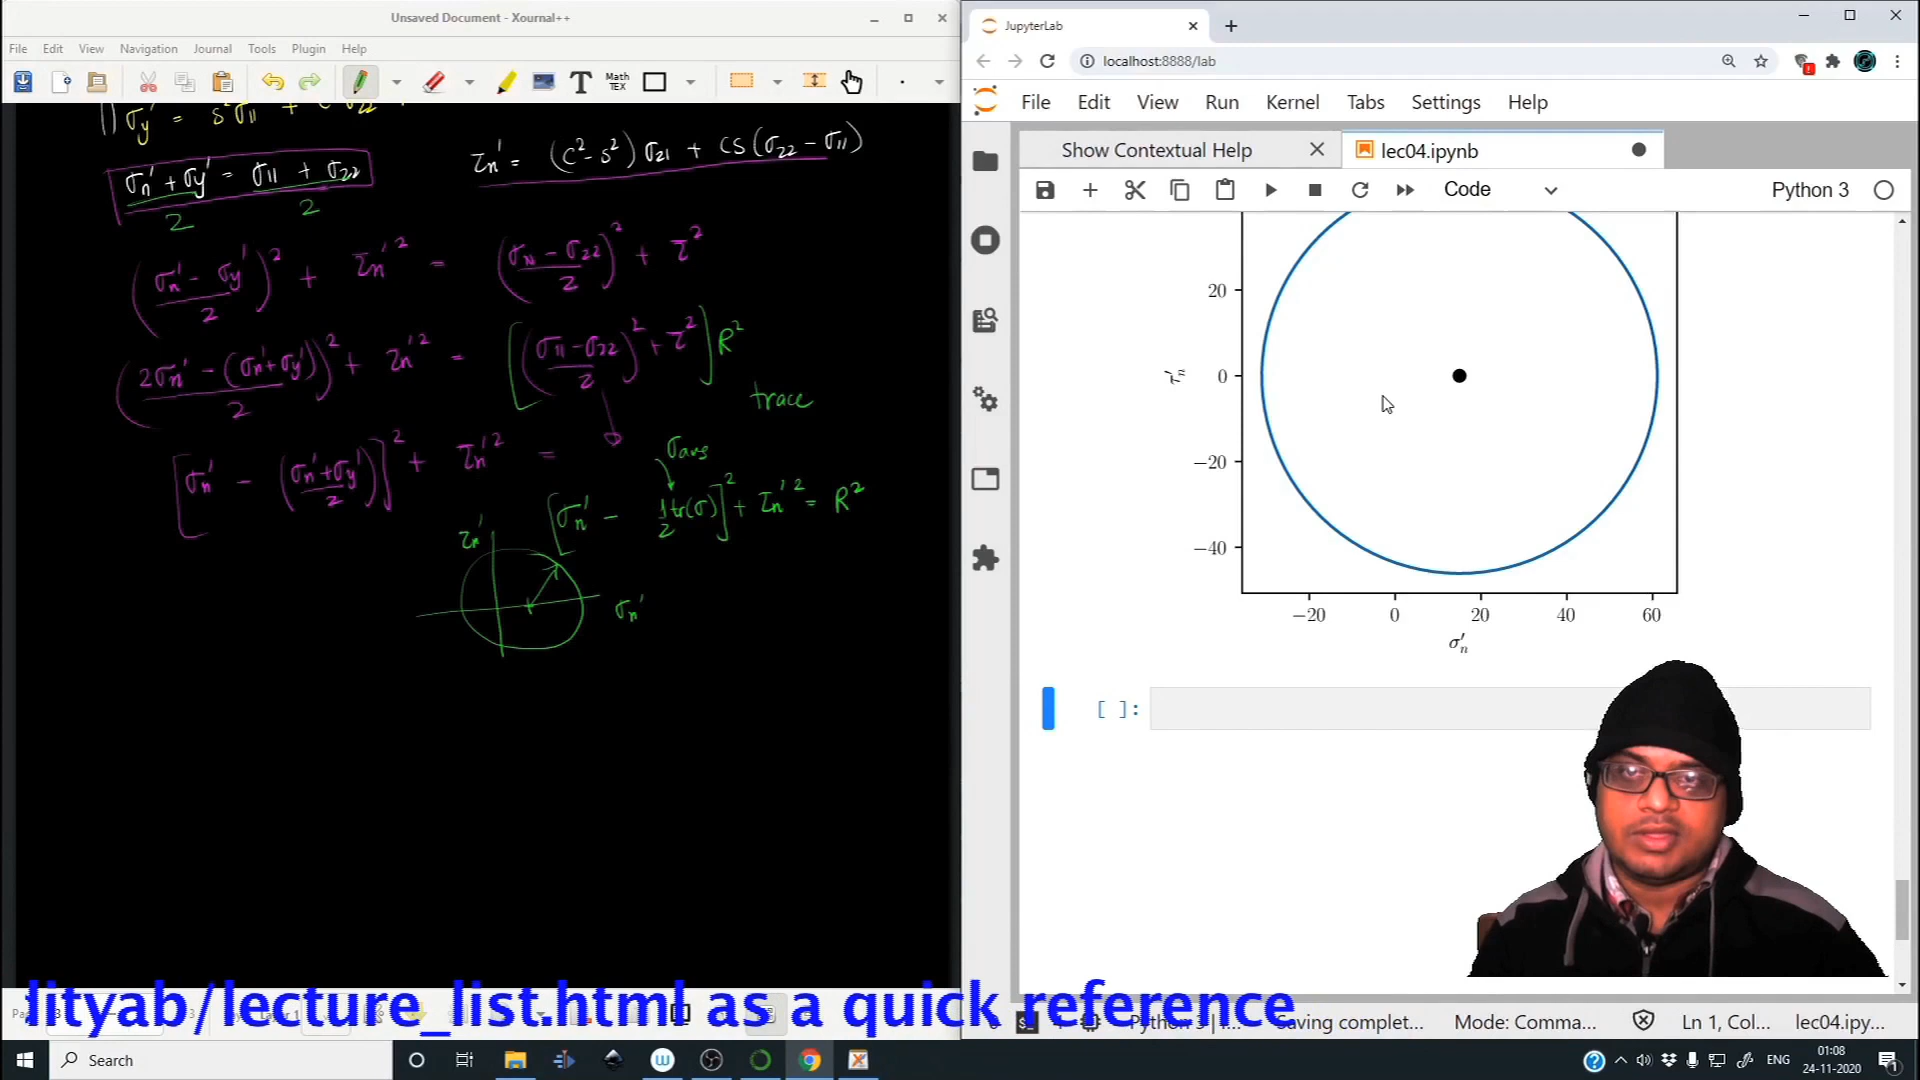 Unsaved Document - Xournal++
File Edit View Navigation Journal Tools Plugin Help
Math TEX
σy' = s²σ11 +
σn' + σy' = σ11 + σ22
2 2
τn' = (c² - s²) σ21 + cs(σ22 - σ11)
((σn' - σy')/2)² + τn'² = ((σ11 - σ22)/2)² + τ²
((2σn' - (σn' + σy'))/2)² + τn'² = [((σ11 - σ22)/2)² + τ²] R²
trace
[σn' - ((σn' + σy')/2)]² + τn'² =
σavg
[σn' - 1/2 tr(σ)]² + τn'² = R²
τn'
σn'
JupyterLab
localhost:8888/lab
File Edit View Run Kernel Tabs Settings Help
Show Contextual Help
lec04.ipynb
Code
Python 3
20
0
−20
−40
τ′n
−20 0 20 40 60
σ′n
[ ]:
lityab/lecture_list.html as a quick reference
Python 3 | I... Saving complet... Mode: Comma... Ln 1, Col... lec04.ipy...
Search
ENG
01:08
24-11-2020